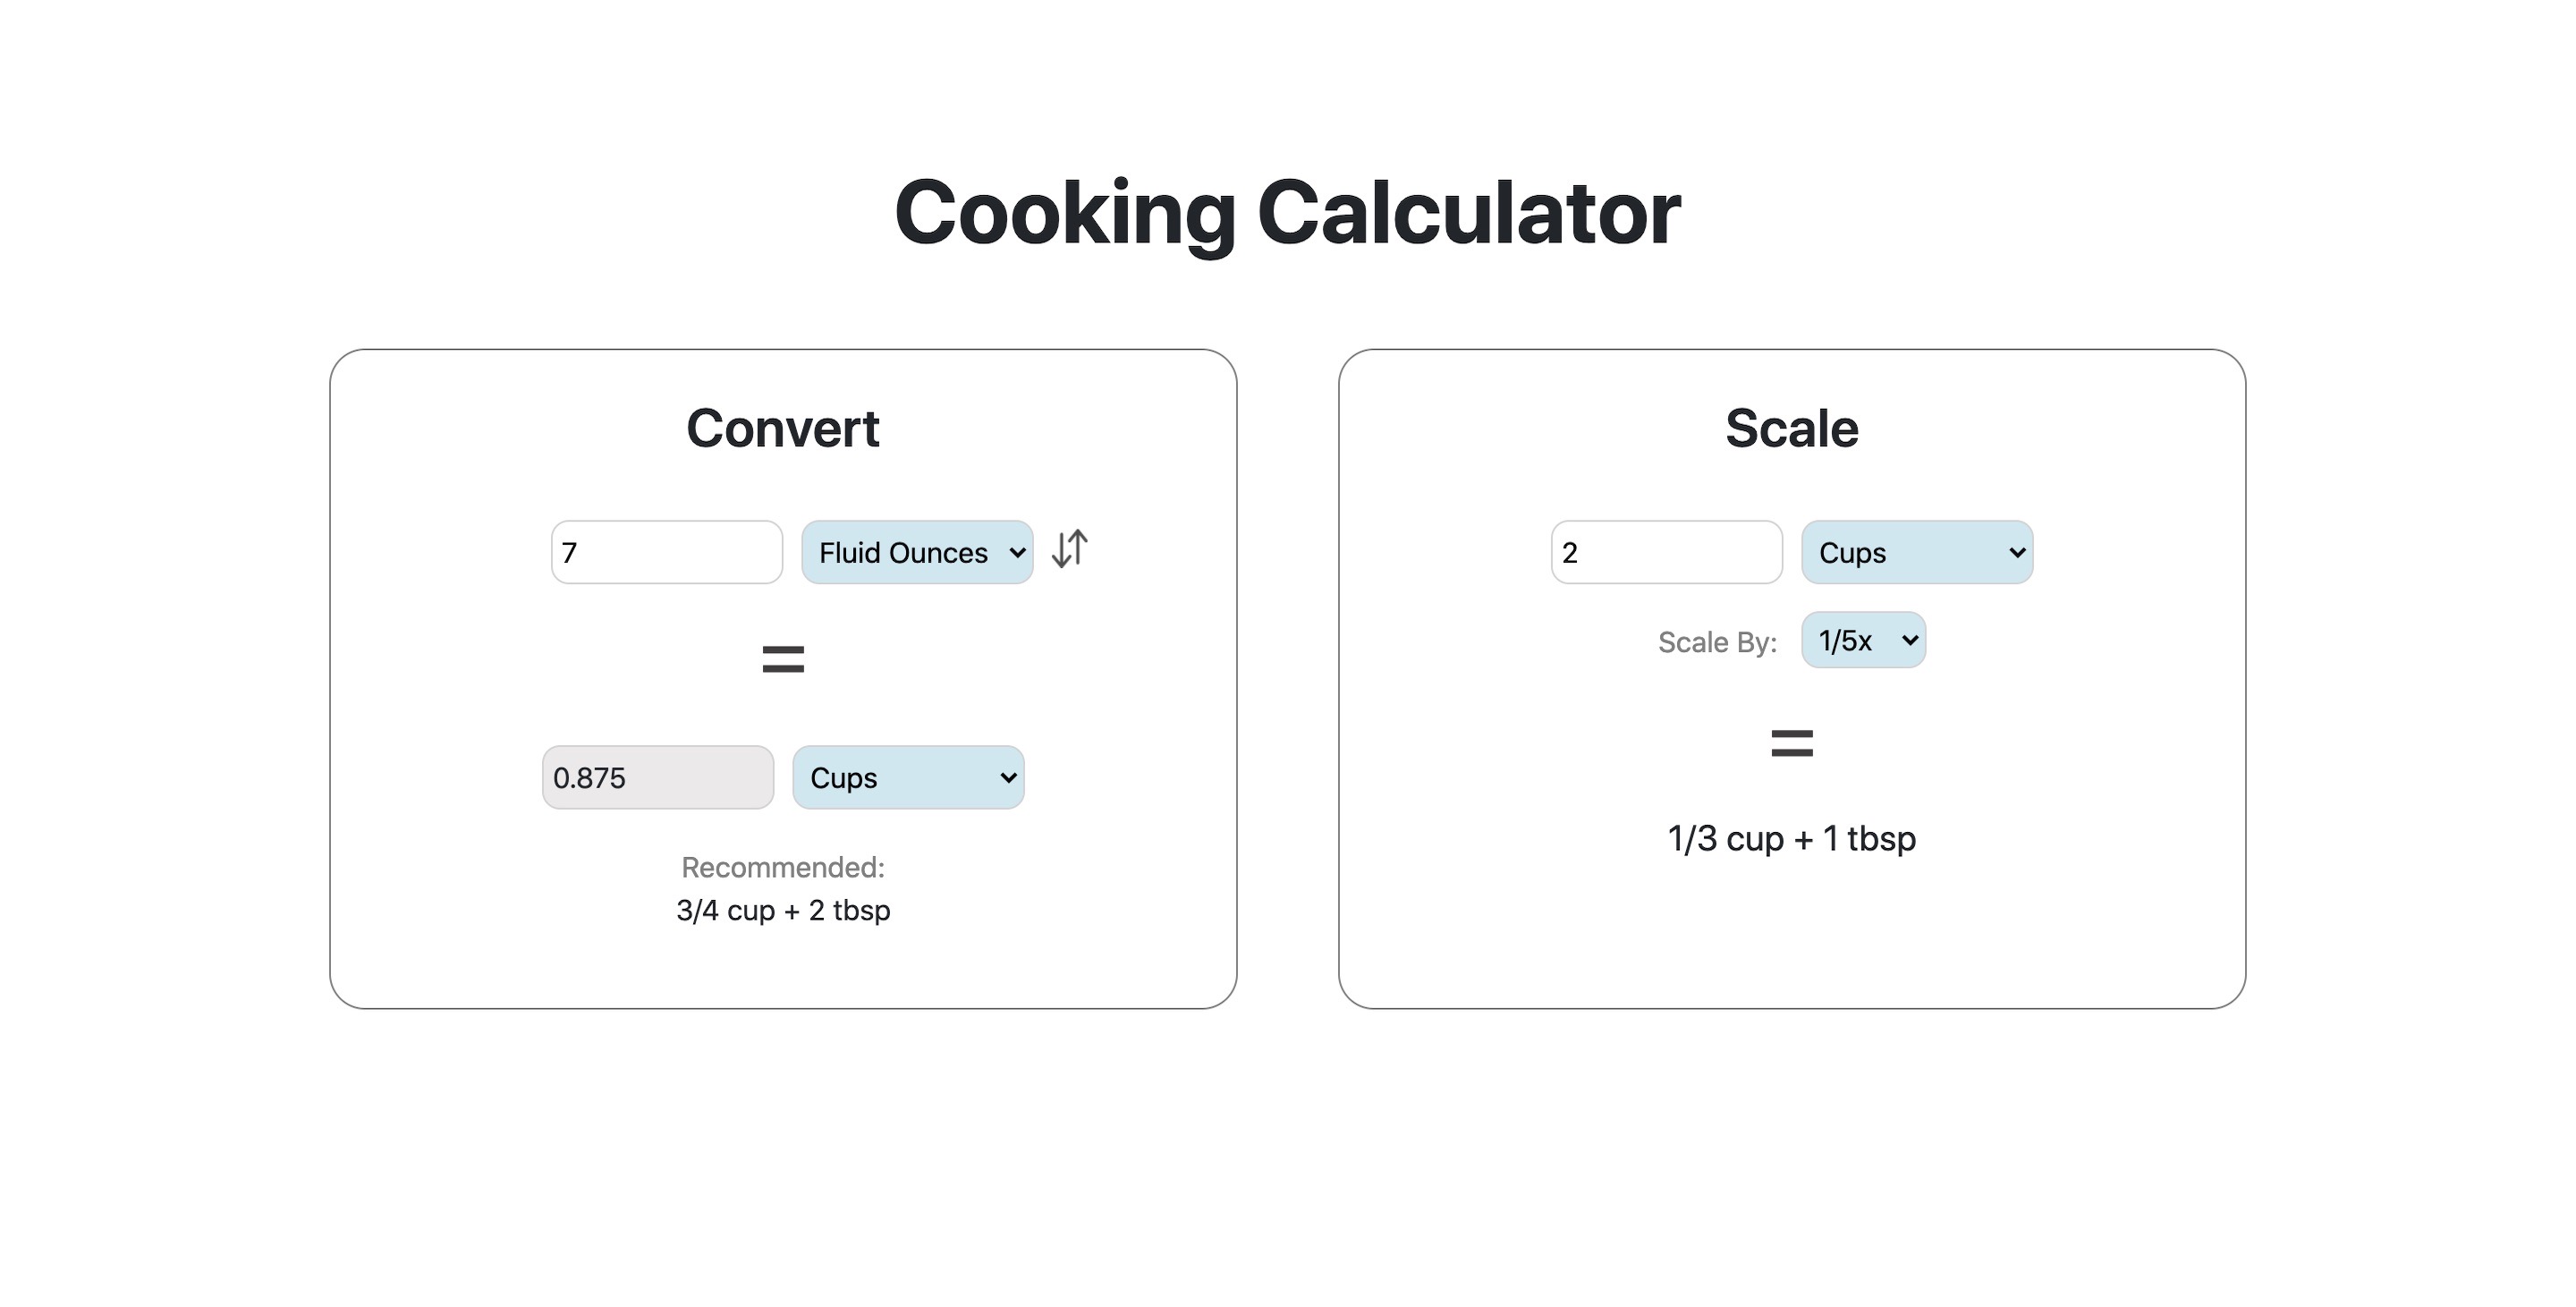 Cooking Calculator
Convert
7 Fluid Ounces
=
0.875 Cups
Recommended:
3/4 cup + 2 tbsp
Scale
2 Cups
Scale By: 1/5x
=
1/3 cup + 1 tbsp